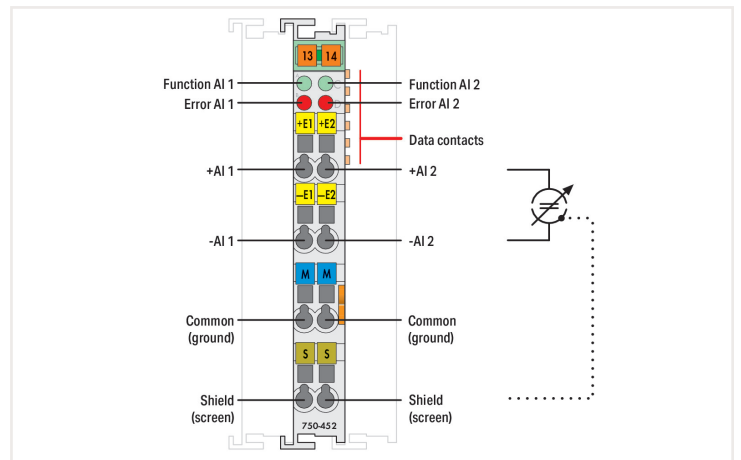 13 14
Function AI 1
Function AI 2
Error AI 1
Error AI 2
+E1 +E2
Data contacts
+AI 1
+AI 2
–E1 –E2
-AI 1
-AI 2
M M
Common
(ground)
Common
(ground)
S S
Shield
(screen)
Shield
(screen)
750-452